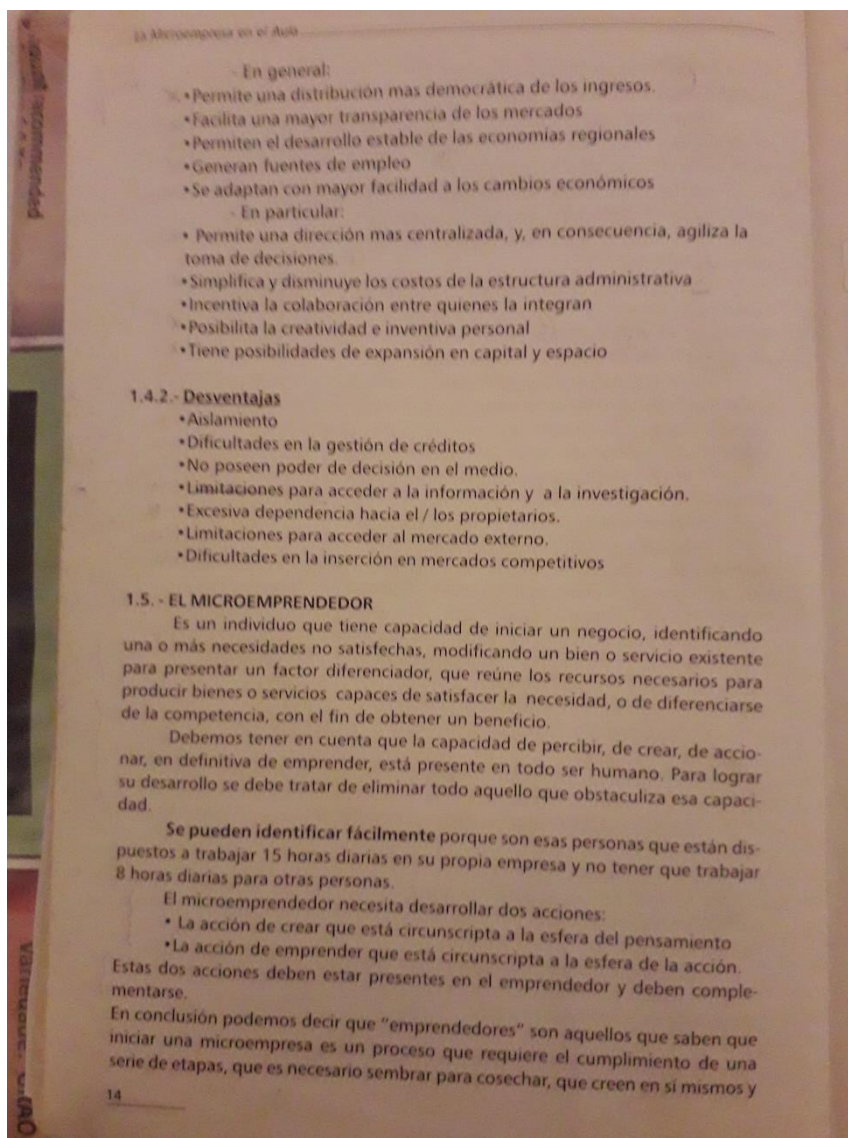 La Microempresa en el Aula
- En general:
•Permite una distribución mas democrática de los ingresos.
•Facilita una mayor transparencia de los mercados
•Permiten el desarrollo estable de las economías regionales
•Generan fuentes de empleo
•Se adaptan con mayor facilidad a los cambios económicos
- En particular:
• Permite una dirección mas centralizada, y, en consecuencia, agiliza la
toma de decisiones.
•Simplifica y disminuye los costos de la estructura administrativa
•Incentiva la colaboración entre quienes la integran
•Posibilita la creatividad e inventiva personal
•Tiene posibilidades de expansión en capital y espacio
1.4.2.- Desventajas
•Aislamiento
•Dificultades en la gestión de créditos
•No poseen poder de decisión en el medio.
•Limitaciones para acceder a la información y a la investigación.
•Excesiva dependencia hacia el / los propietarios.
•Limitaciones para acceder al mercado externo.
•Dificultades en la inserción en mercados competitivos
1.5. - EL MICROEMPRENDEDOR
Es un individuo que tiene capacidad de iniciar un negocio, identificando
una o más necesidades no satisfechas, modificando un bien o servicio existente
para presentar un factor diferenciador, que reúne los recursos necesarios para
producir bienes o servicios capaces de satisfacer la necesidad, o de diferenciarse
de la competencia, con el fin de obtener un beneficio.
Debemos tener en cuenta que la capacidad de percibir, de crear, de accio-
nar, en definitiva de emprender, está presente en todo ser humano. Para lograr
su desarrollo se debe tratar de eliminar todo aquello que obstaculiza esa capaci-
dad.
Se pueden identificar fácilmente porque son esas personas que están dis-
puestos a trabajar 15 horas diarias en su propia empresa y no tener que trabajar
8 horas diarias para otras personas.
El microemprendedor necesita desarrollar dos acciones:
• La acción de crear que está circunscripta a la esfera del pensamiento
•La acción de emprender que está circunscripta a la esfera de la acción.
Estas dos acciones deben estar presentes en el emprendedor y deben comple-
mentarse.
En conclusión podemos decir que "emprendedores" son aquellos que saben que
iniciar una microempresa es un proceso que requiere el cumplimiento de una
serie de etapas, que es necesario sembrar para cosechar, que creen en sí mismos y
14
recommended